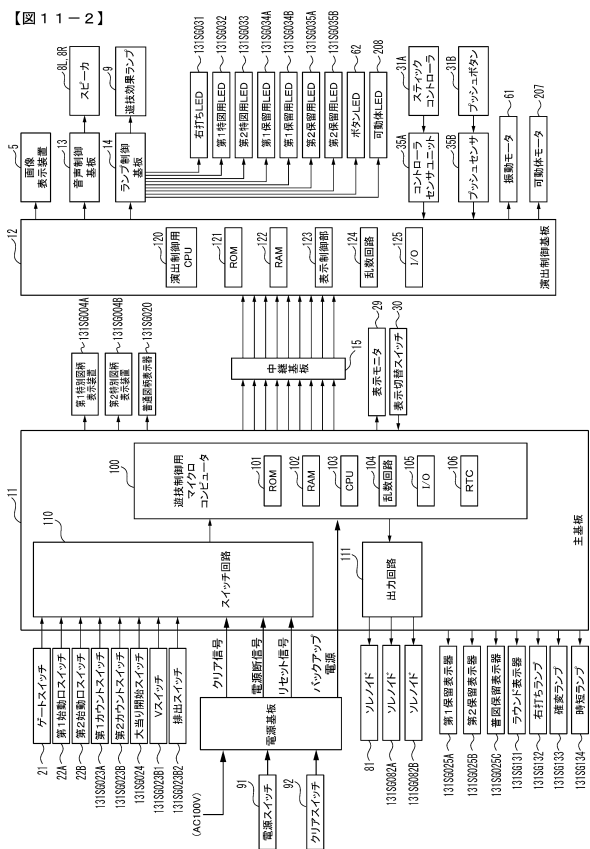 【図11-2】
5
画像
表示装置
8L、8R
スピーカ
13
音声制御
基板
9
遊技効果ランプ
14
ランプ制御
基板
131SG031
右打ちLED
131SG032
第1特図用LED
131SG033
第2特図用LED
131SG034A
第1保留用LED
131SG034B
第1保留用LED
131SG035A
第2保留用LED
131SG035B
第2保留用LED
62
ボタンLED
208
可動体LED
31A
スティック
コントローラ
35A
コントローラ
センサユニット
31B
プッシュボタン
35B
プッシュセンサ
61
振動モータ
207
可動体モータ
12
120
演出制御用
CPU
121
ROM
122
RAM
123
表示制御部
124
乱数回路
125
I/O
演出制御基板
131SG004A
第1特別図柄
表示装置
131SG004B
第2特別図柄
表示装置
131SG020
普通図柄表示器
中継
基板
15
29
表示モニタ
30
表示切替スイッチ
11
100
遊技制御用
マイクロ
コンピュータ
101
ROM
102
RAM
103
CPU
104
乱数回路
105
I/O
106
RTC
110
スイッチ回路
111
出力回路
主基板
ゲートスイッチ
21
第1始動口スイッチ
22A
第2始動口スイッチ
22B
第1カウントスイッチ
131SG023A
第2カウントスイッチ
131SG023B
大当り開始スイッチ
131SG024
Vスイッチ
131SG023B1
排出スイッチ
131SG023B2
クリア信号
電源断信号
リセット信号
バックアップ
電源
(AC100V)
電源基板
91
電源スイッチ
92
クリアスイッチ
ソレノイド
81
ソレノイド
131SG082A
ソレノイド
131SG082B
第1保留表示器
131SG025A
第2保留表示器
131SG025B
普図保留表示器
131SG025C
ラウンド表示器
131SG131
右打ちランプ
131SG132
確変ランプ
131SG133
時短ランプ
131SG134